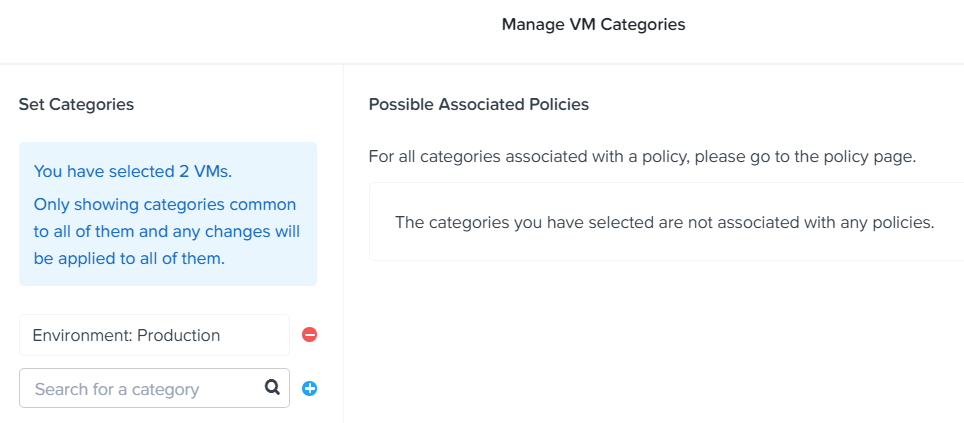 Manage VM Categories
Set Categories
Possible Associated Policies
You have selected 2 VMs.
Only showing categories common
to all of them and any changes will
be applied to all of them.
For all categories associated with a policy, please go to the policy page.
The categories you have selected are not associated with any policies.
Environment: Production
Search for a category